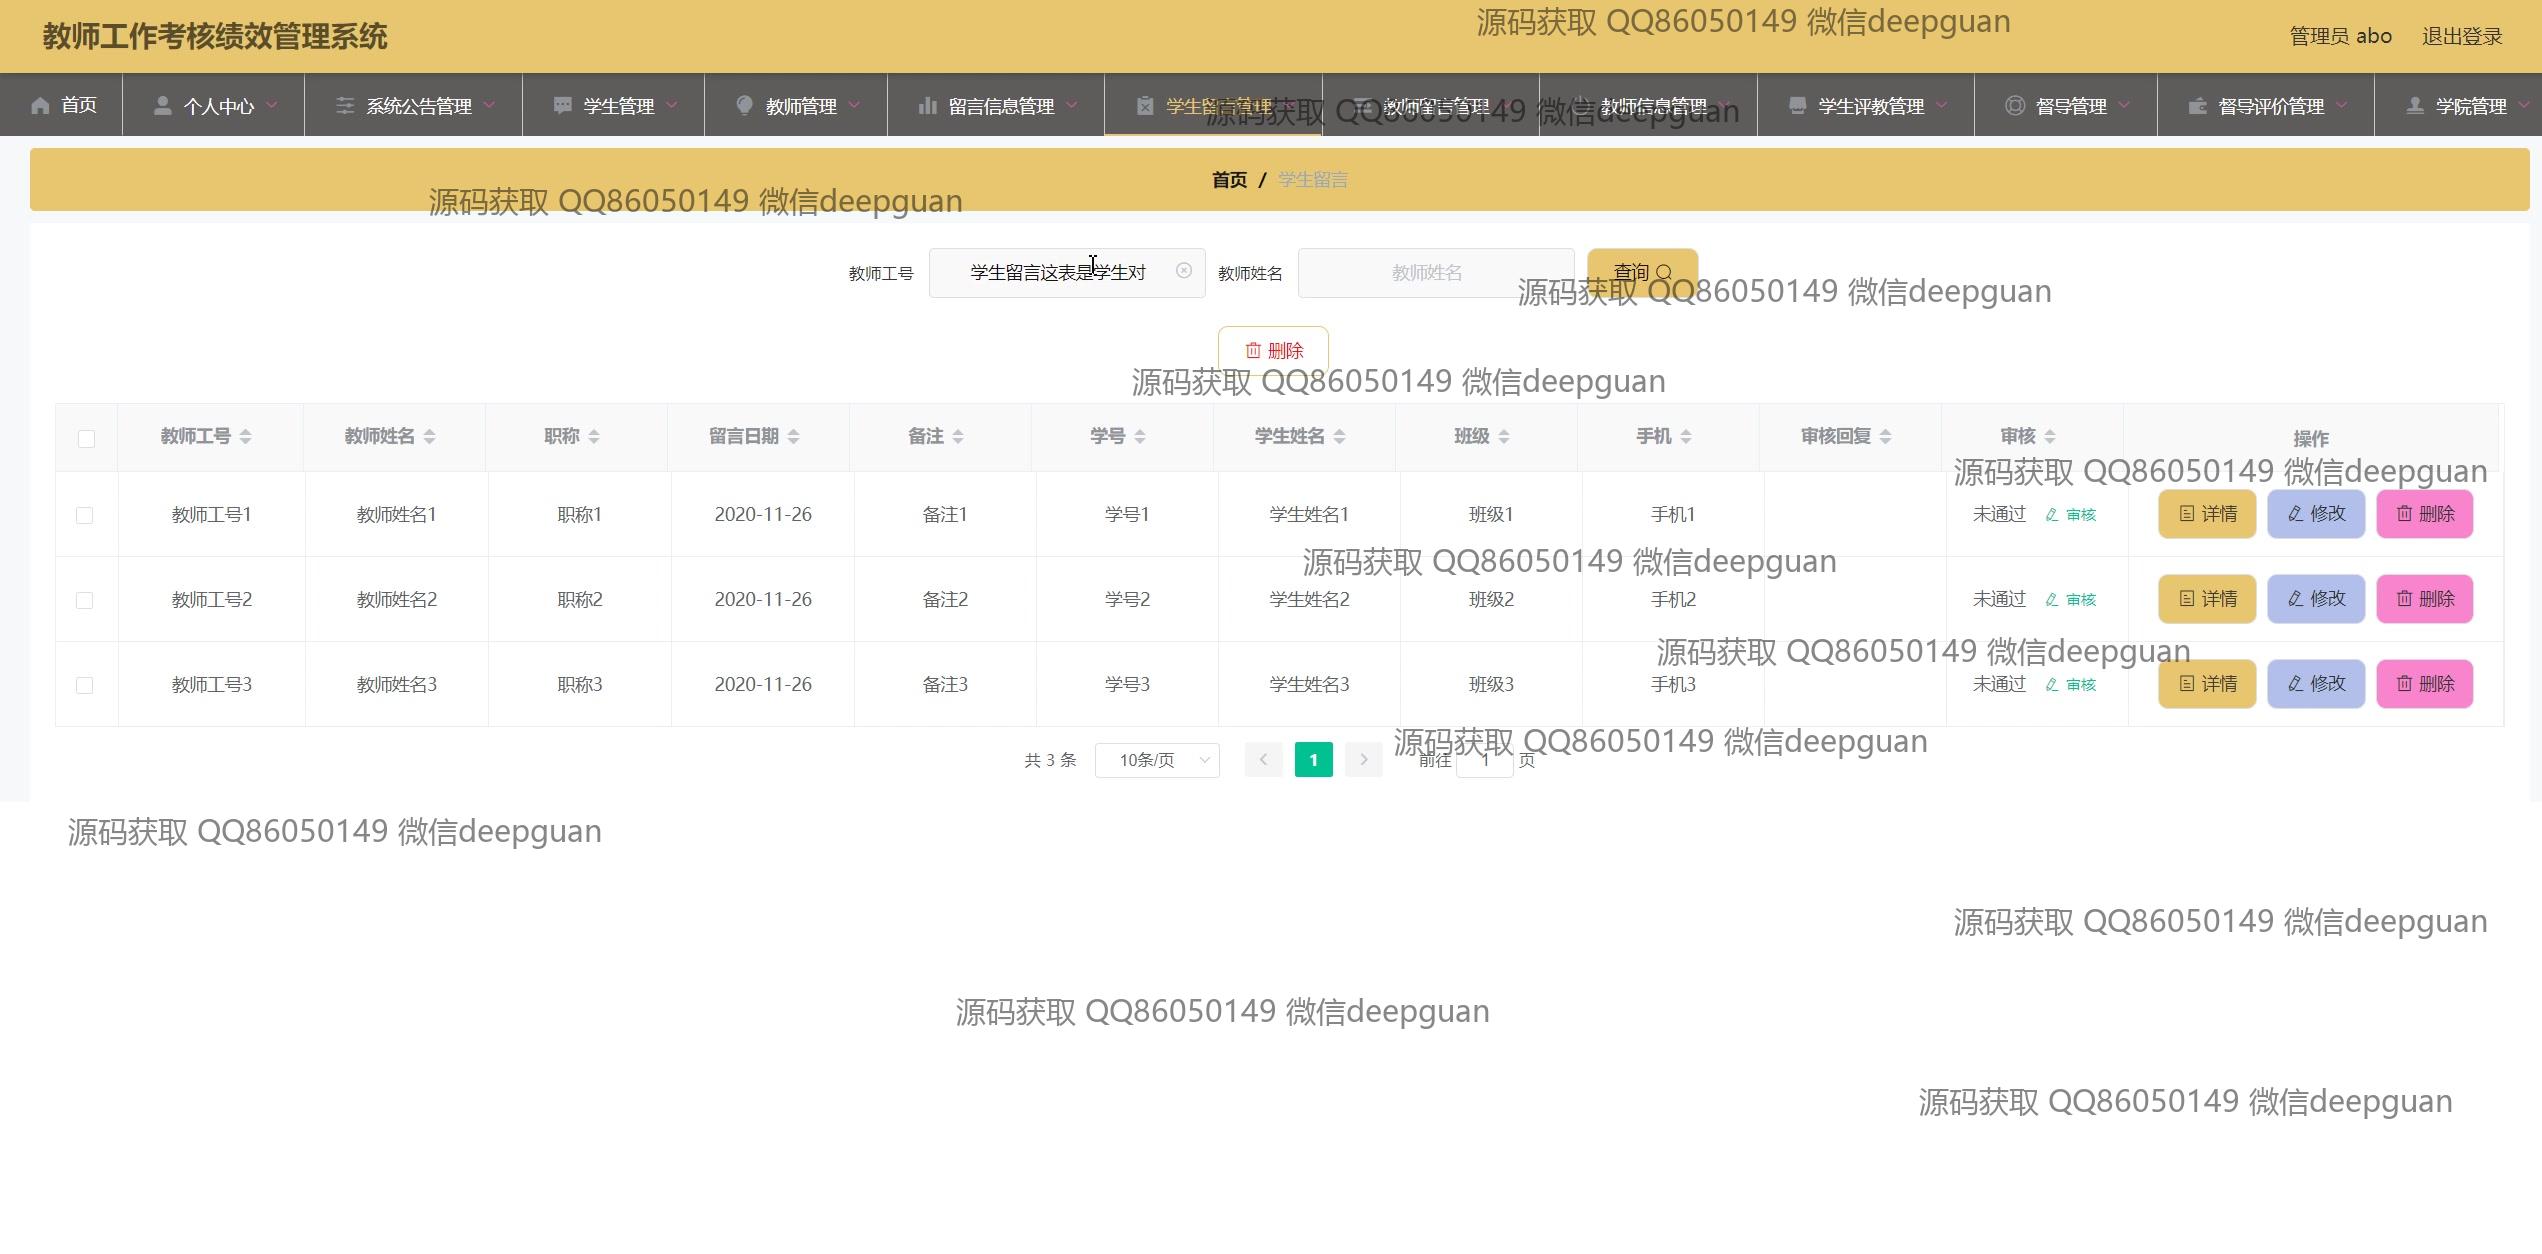 教师工作考核绩效管理系统
源码获取 QQ86050149 微信deepguan
管理员 abo 退出登录
首页 个人中心 系统公告管理 学生管理 教师管理 留言信息管理 学生留言管理 教师留言管理 教师信息管理 学生评教管理 督导管理 督导评价管理 学院管理
源码获取 QQ86050149 微信deepguan
首页 / 学生留言
源码获取 QQ86050149 微信deepguan
教师工号 学生留言这表是学生对 教师姓名 教师姓名 查询
源码获取 QQ86050149 微信deepguan
删除
源码获取 QQ86050149 微信deepguan
教师工号 教师姓名 职称 留言日期 备注 学号 学生姓名 班级 手机 审核回复 审核 操作
源码获取 QQ86050149 微信deepguan
教师工号1 教师姓名1 职称1 2020-11-26 备注1 学号1 学生姓名1 班级1 手机1 未通过 审核 详情 修改 删除
源码获取 QQ86050149 微信deepguan
教师工号2 教师姓名2 职称2 2020-11-26 备注2 学号2 学生姓名2 班级2 手机2 未通过 审核 详情 修改 删除
源码获取 QQ86050149 微信deepguan
教师工号3 教师姓名3 职称3 2020-11-26 备注3 学号3 学生姓名3 班级3 手机3 未通过 审核 详情 修改 删除
源码获取 QQ86050149 微信deepguan
共 3 条 10条/页 1 前往 1 页
源码获取 QQ86050149 微信deepguan
源码获取 QQ86050149 微信deepguan
源码获取 QQ86050149 微信deepguan
源码获取 QQ86050149 微信deepguan